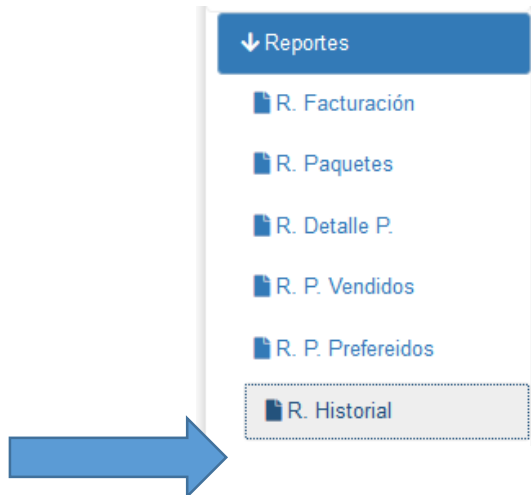 Reportes
R. Facturación
R. Paquetes
R. Detalle P.
R. P. Vendidos
R. P. Prefereidos
R. Historial